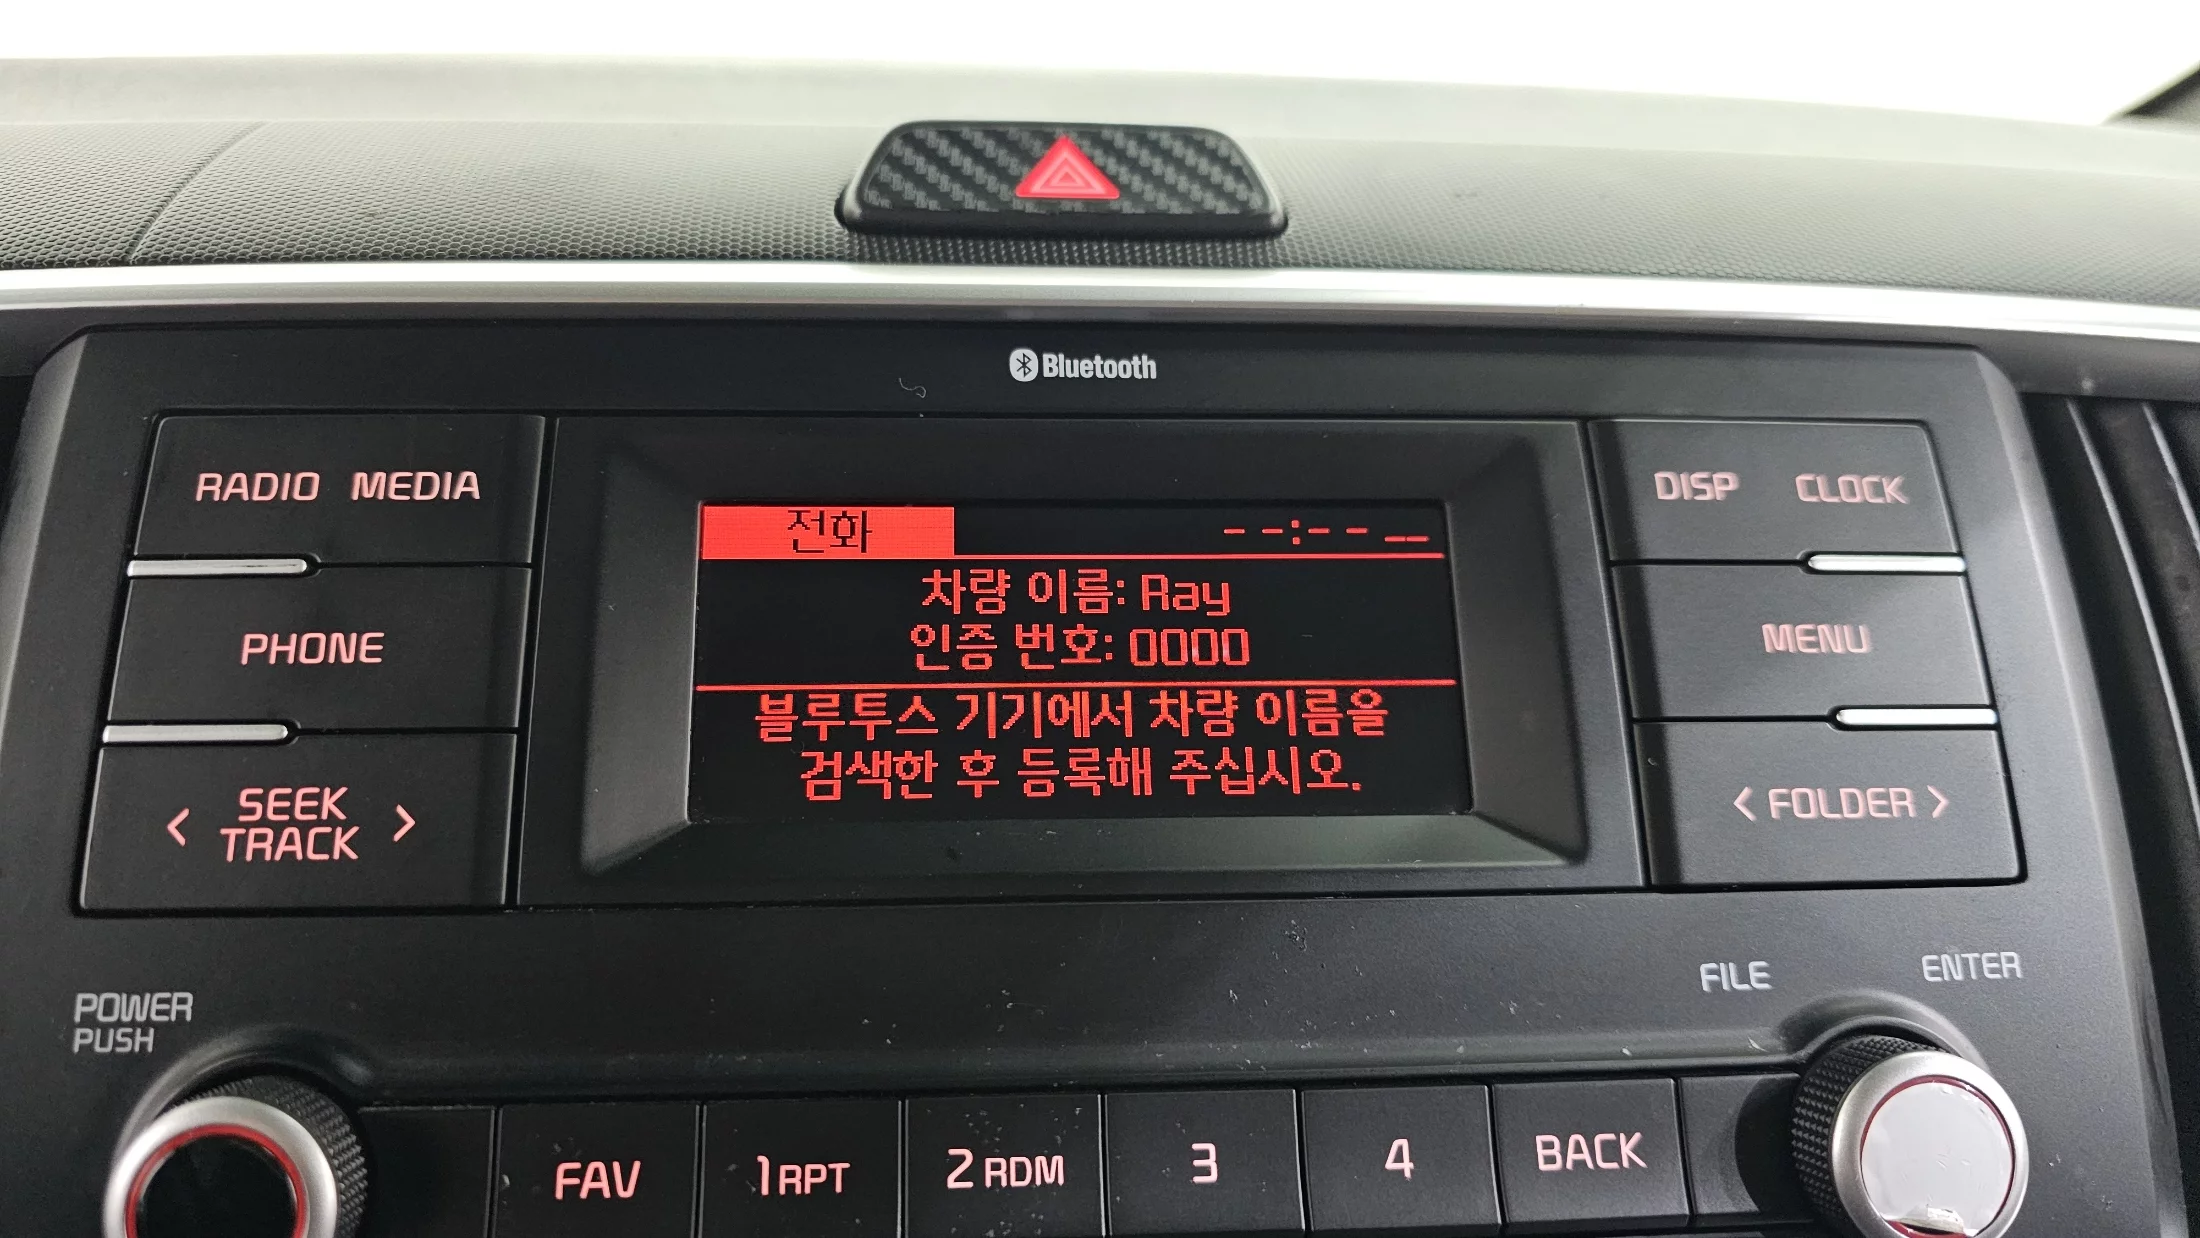 Bluetooth
RADIO MEDIA
DISP CLOCK
전화 --:-- __
차량 이름: Ray
인증 번호: 0000
블루투스 기기에서 차량 이름을
검색한 후 등록해 주십시오.
PHONE
MENU
< SEEK >
TRACK
< FOLDER >
POWER
PUSH
FILE
ENTER
FAV
1 RPT
2 RDM
3
4
BACK